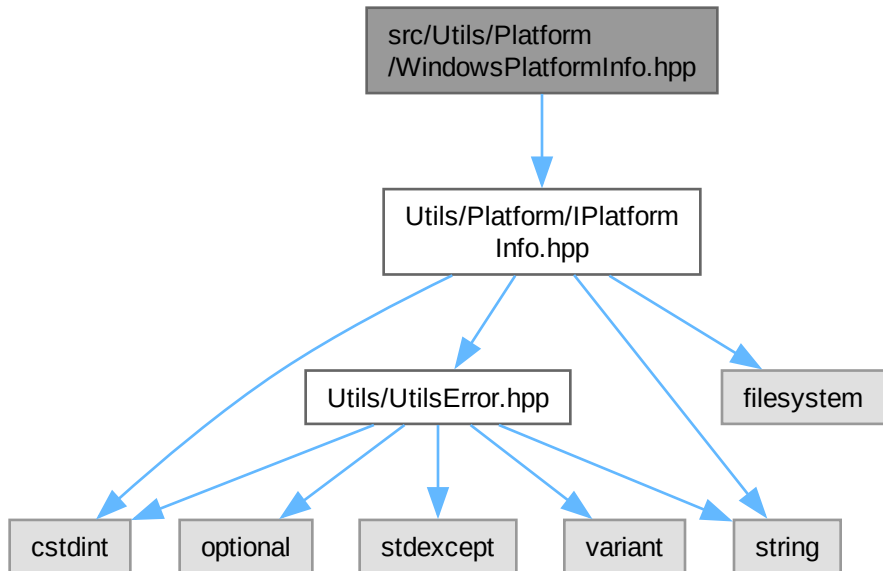 src/Utils/Platform
/WindowsPlatformInfo.hpp
Utils/Platform/IPlatform
Info.hpp
Utils/UtilsError.hpp
filesystem
cstdint
optional
stdexcept
variant
string